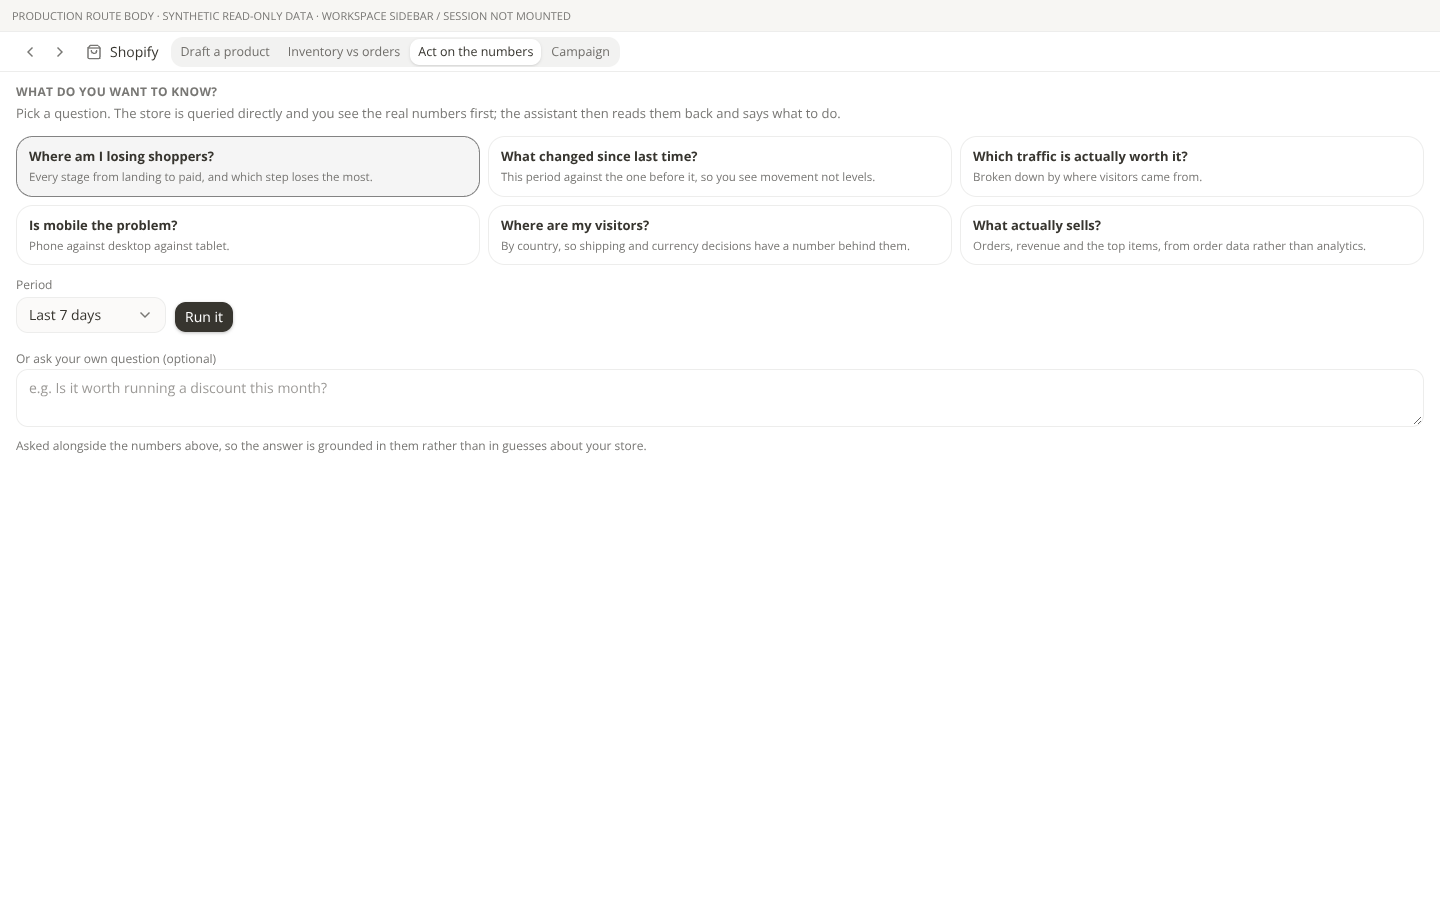 PRODUCTION ROUTE BODY · SYNTHETIC READ-ONLY DATA · WORKSPACE SIDEBAR / SESSION NOT MOUNTED
Shopify Draft a product Inventory vs orders Act on the numbers Campaign
WHAT DO YOU WANT TO KNOW?
Pick a question. The store is queried directly and you see the real numbers first; the assistant then reads them back and says what to do.
Where am I losing shoppers?
Every stage from landing to paid, and which step loses the most.
What changed since last time?
This period against the one before it, so you see movement not levels.
Which traffic is actually worth it?
Broken down by where visitors came from.
Is mobile the problem?
Phone against desktop against tablet.
Where are my visitors?
By country, so shipping and currency decisions have a number behind them.
What actually sells?
Orders, revenue and the top items, from order data rather than analytics.
Period
Last 7 days Run it
Or ask your own question (optional)
e.g. Is it worth running a discount this month?
Asked alongside the numbers above, so the answer is grounded in them rather than in guesses about your store.